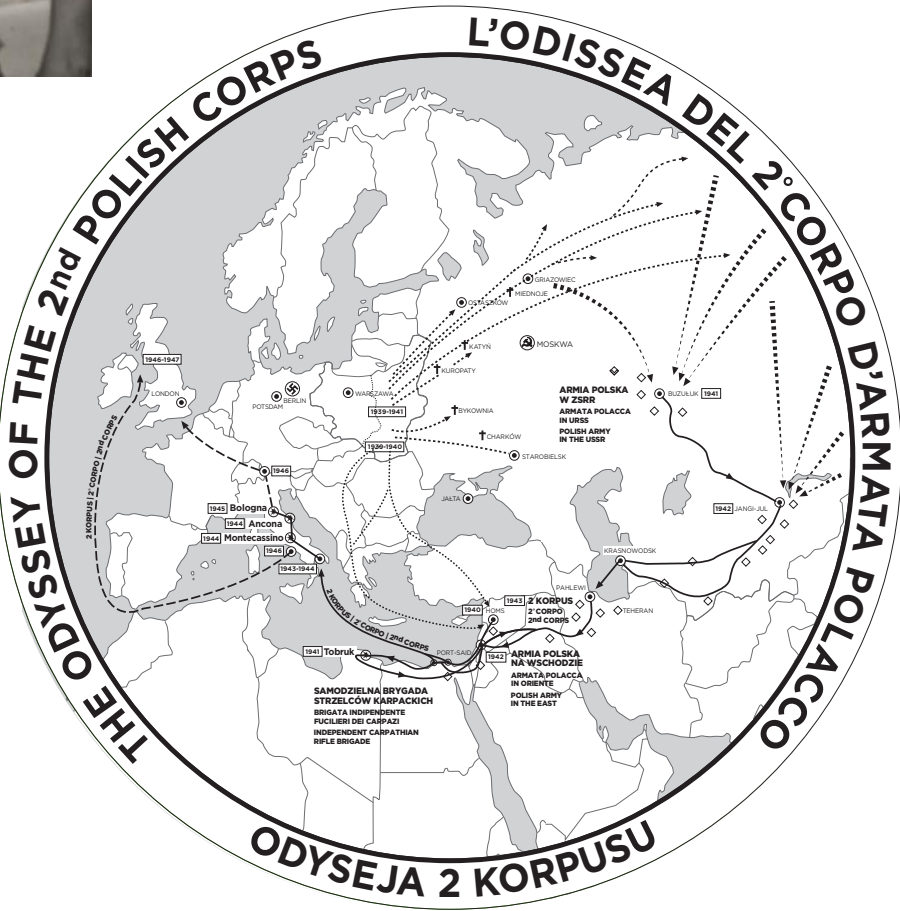 THE ODYSSEY OF THE 2nd POLISH CORPS
L'ODISSEA DEL 2° CORPO D'ARMATA POLACCO
ODYSEJA 2 KORPUSU
GRIAZOWIEC
MIEDNOJE
OSTASZKÓW
MOSKWA
KATYŃ
KUROPATY
1946-1947
LONDON
BERLIN
POTSDAM
WARSZAWA
1939-1941
BYKOWNIA
CHARKÓW
1939-1940
STAROBIELSK
ARMIA POLSKA
W ZSRR
ARMATA POLACCA
IN URSS
POLISH ARMY
IN THE USSR
BUZUŁUK 1941
2 KORPUS | 2° CORPO | 2nd CORPS
1946
JAŁTA
1945 Bologna
1944 Ancona
1944 Montecassino
1946
1943-1944
1942 JANGI-JUL
KRASNOWODSK
PAHLEWI
TEHERAN
2 KORPUS | 2° CORPO | 2nd CORPS
1940 HOMS
1943 2 KORPUS
2° CORPO
2nd CORPS
1941 Tobruk
PORT-SAID
1942 ARMIA POLSKA
NA WSCHODZIE
ARMATA POLACCA
IN ORIENTE
POLISH ARMY
IN THE EAST
SAMODZIELNA BRYGADA
STRZELCÓW KARPACKICH
BRIGATA INDIPENDENTE
FUCILIERI DEI CARPAZI
INDEPENDENT CARPATHIAN
RIFLE BRIGADE